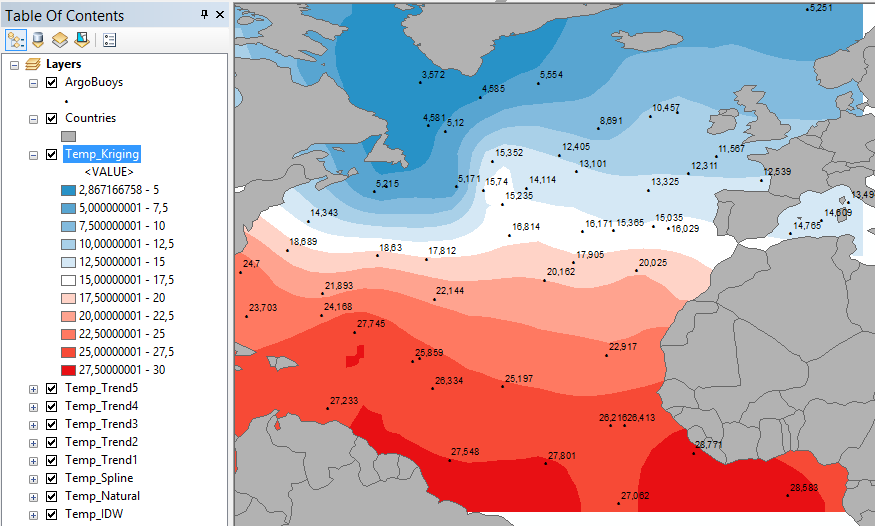 Table Of Contents
Layers
ArgoBuoys
Countries
Temp_Kriging
<VALUE>
2,867166758 - 5
5,00000001 - 7,5
7,500000001 - 10
10,00000001 - 12,5
12,50000001 - 15
15,00000001 - 17,5
17,50000001 - 20
20,00000001 - 22,5
22,50000001 - 25
25,00000001 - 27,5
27,50000001 - 30
Temp_Trend5
Temp_Trend4
Temp_Trend3
Temp_Trend2
Temp_Trend1
Temp_Spline
Temp_Natural
Temp_IDW
5,251
3,572
5,554
4,585
10,457
4,581
5,12
8,691
12,405
11,567
15,352
13,101
12,311
12,539
5,215
5,171
15,74
14,114
13,325
13,49
15,235
14,343
14,609
16,814
16,171
15,365
15,035
16,029
14,765
18,689
18,63
17,812
17,905
24,7
20,162
20,025
21,893
22,144
23,703
24,168
27,745
25,859
22,917
26,334
25,197
27,233
26,216
26,413
27,548
27,801
28,771
27,062
28,533